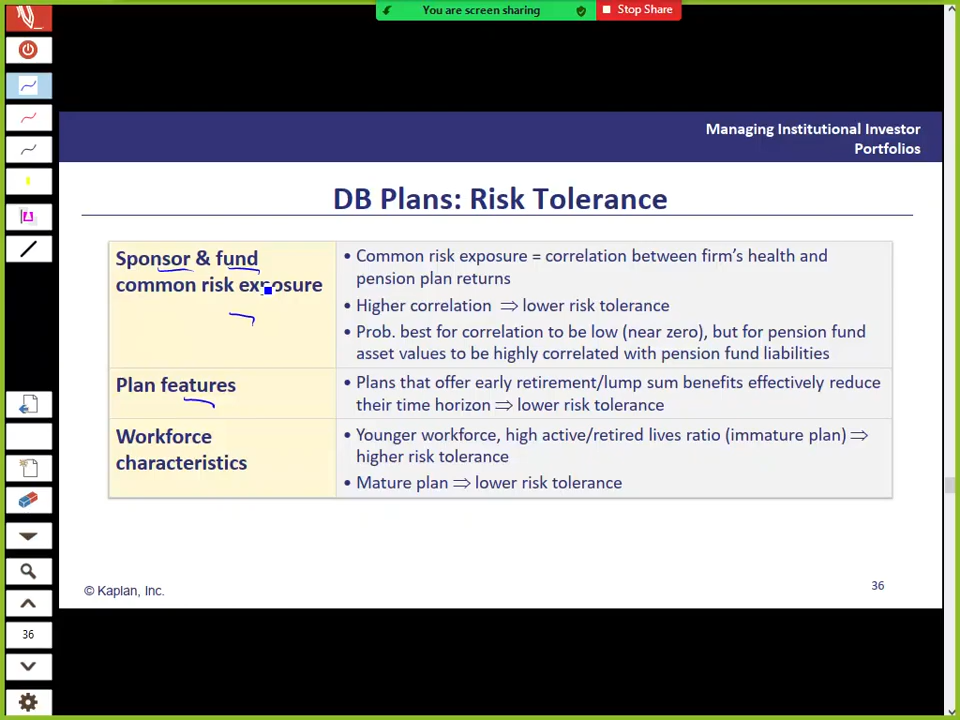 You are screen sharing
Stop Share
Managing Institutional Investor
Portfolios
DB Plans: Risk Tolerance
Sponsor & fund
common risk exposure
• Common risk exposure = correlation between firm's health and
pension plan returns
• Higher correlation ⇒ lower risk tolerance
• Prob. best for correlation to be low (near zero), but for pension fund
asset values to be highly correlated with pension fund liabilities
Plan features
• Plans that offer early retirement/lump sum benefits effectively reduce
their time horizon ⇒ lower risk tolerance
Workforce
characteristics
• Younger workforce, high active/retired lives ratio (immature plan) ⇒
higher risk tolerance
• Mature plan ⇒ lower risk tolerance
© Kaplan, Inc.
36
36